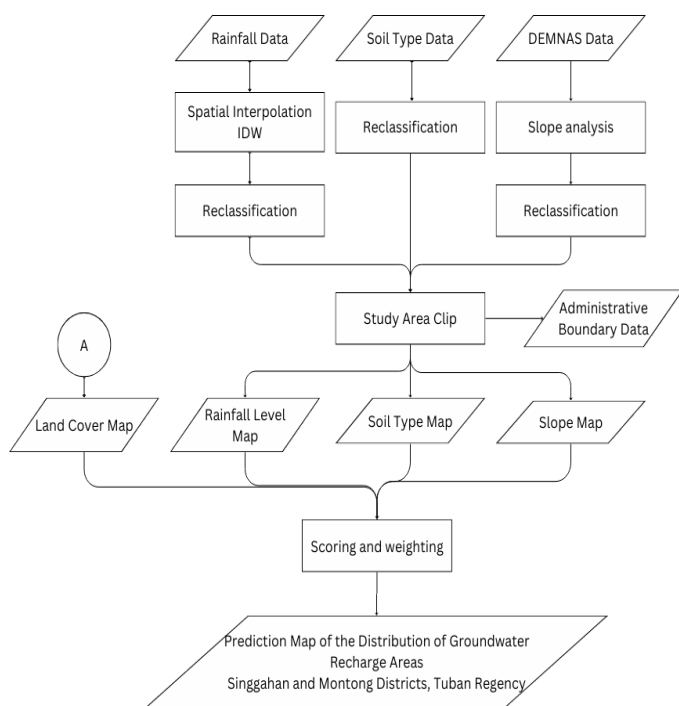 Rainfall Data
Soil Type Data
DEMNAS Data
Spatial Interpolation
IDW
Reclassification
Slope analysis
Reclassification
Reclassification
Study Area Clip
Administrative
Boundary Data
A
Land Cover Map
Rainfall Level
Map
Soil Type Map
Slope Map
Scoring and weighting
Prediction Map of the Distribution of Groundwater
Recharge Areas
Singgahan and Montong Districts, Tuban Regency